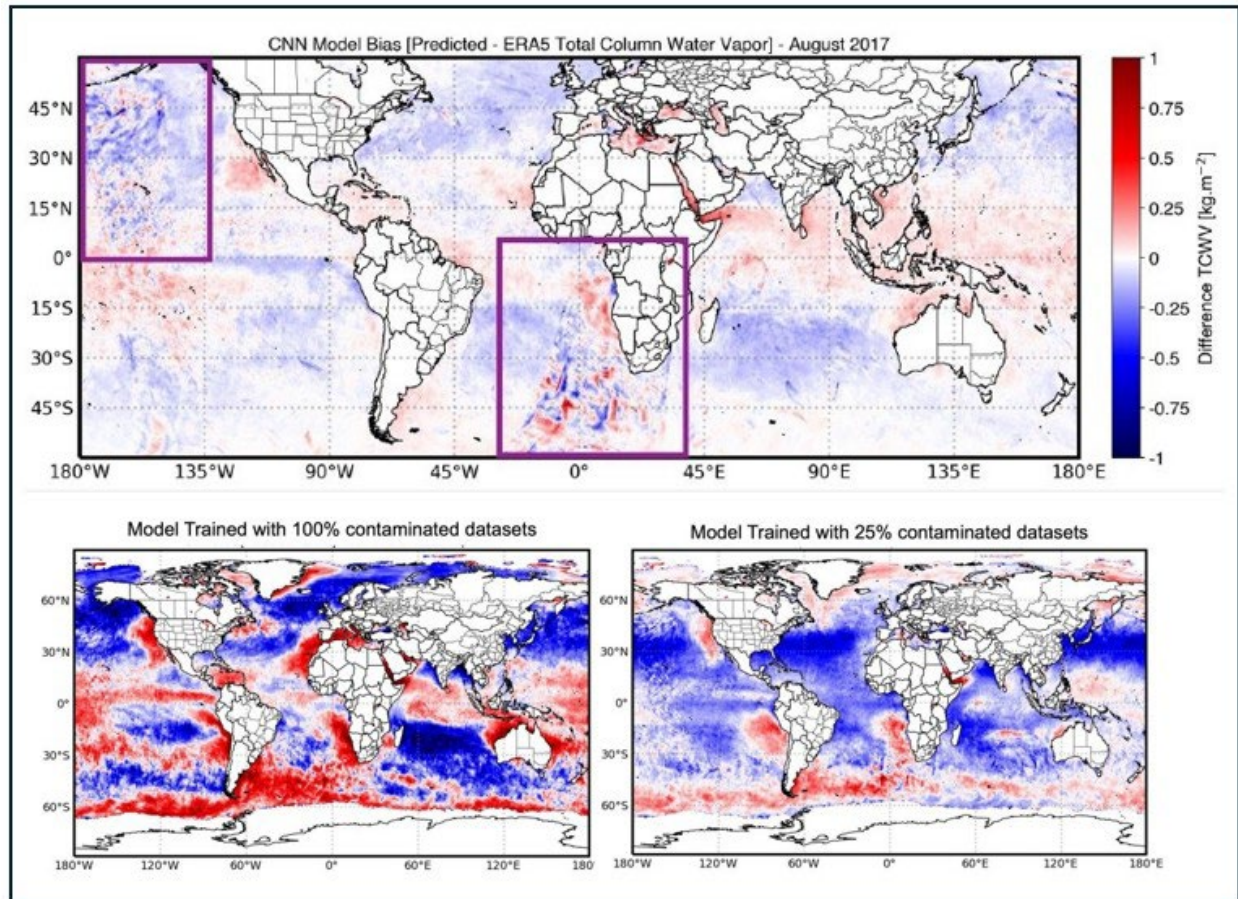 CNN Model Bias [Predicted - ERA5 Total Column Water Vapor] - August 2017
45°N
30°N
15°N
0°
15°S
30°S
45°S
180°W 135°W 90°W 45°W 0° 45°E 90°E 135°E 180°E
1
0.75
0.5
0.25
0
-0.25
-0.5
-0.75
-1
Difference TCWV [kg.m⁻²]
Model Trained with 100% contaminated datasets
60°N
30°N
0°
30°S
60°S
180°W 120°W 60°W 0° 60°E 120°E 180°
Model Trained with 25% contaminated datasets
60°N
30°N
0°
30°S
60°S
180°W 120°W 60°W 0° 60°E 120°E 180°E